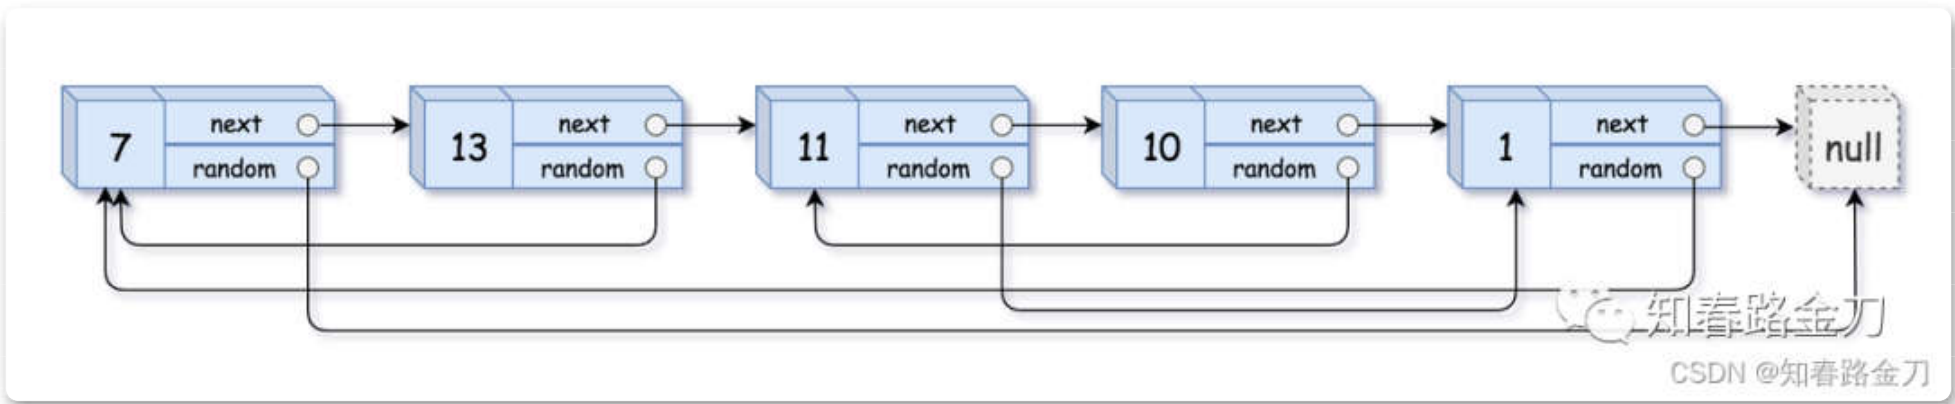 7 next random
13 next random
11 next random
10 next random
1 next random
null
知春路金刀
CSDN @知春路金刀